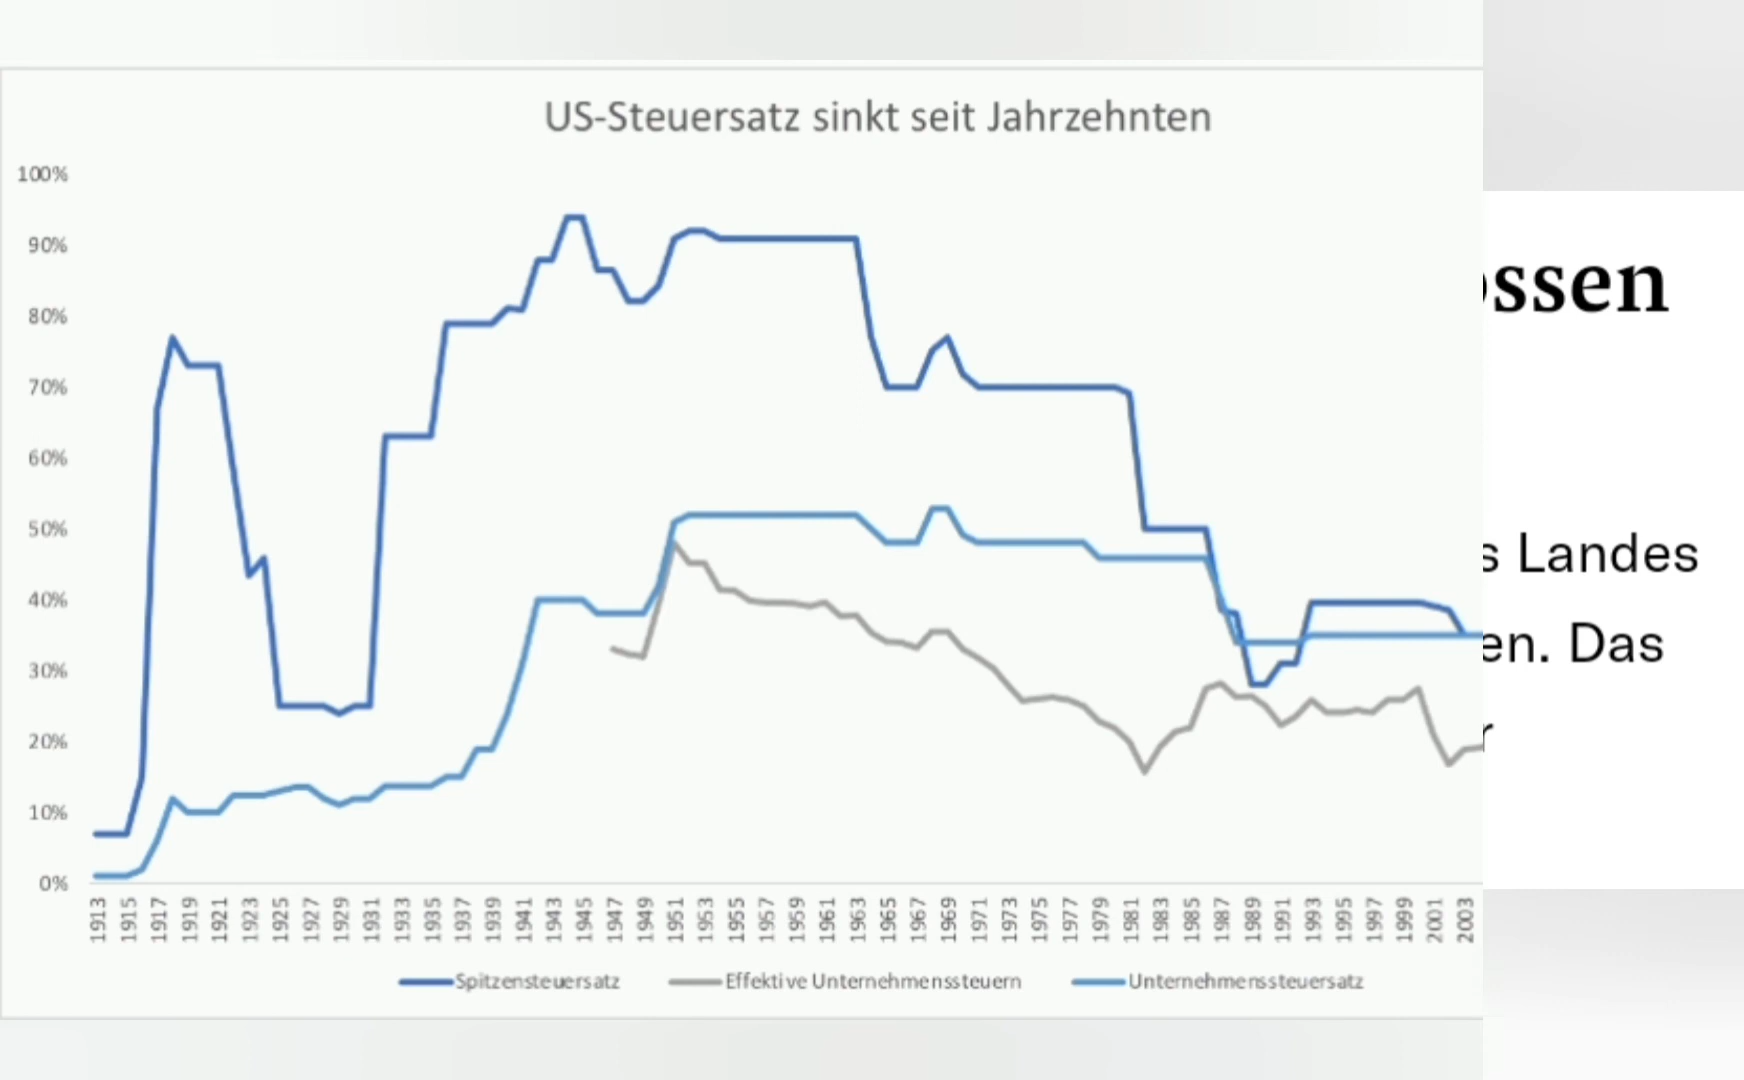 US-Steuersatz sinkt seit Jahrzehnten
100%
90%
80%
70%
60%
50%
40%
30%
20%
10%
0%
1913 1915 1917 1919 1921 1923 1925 1927 1929 1931 1933 1935 1937 1939 1941 1943 1945 1947 1949 1951 1953 1955 1957 1959 1961 1963 1965 1967 1969 1971 1973 1975 1977 1979 1981 1983 1985 1987 1989 1991 1993 1995 1997 1999 2001 2003
Spitzensteuersatz Effektive Unternehmenssteuern Unternehmenssteuersatz
ssen
s Landes
en. Das